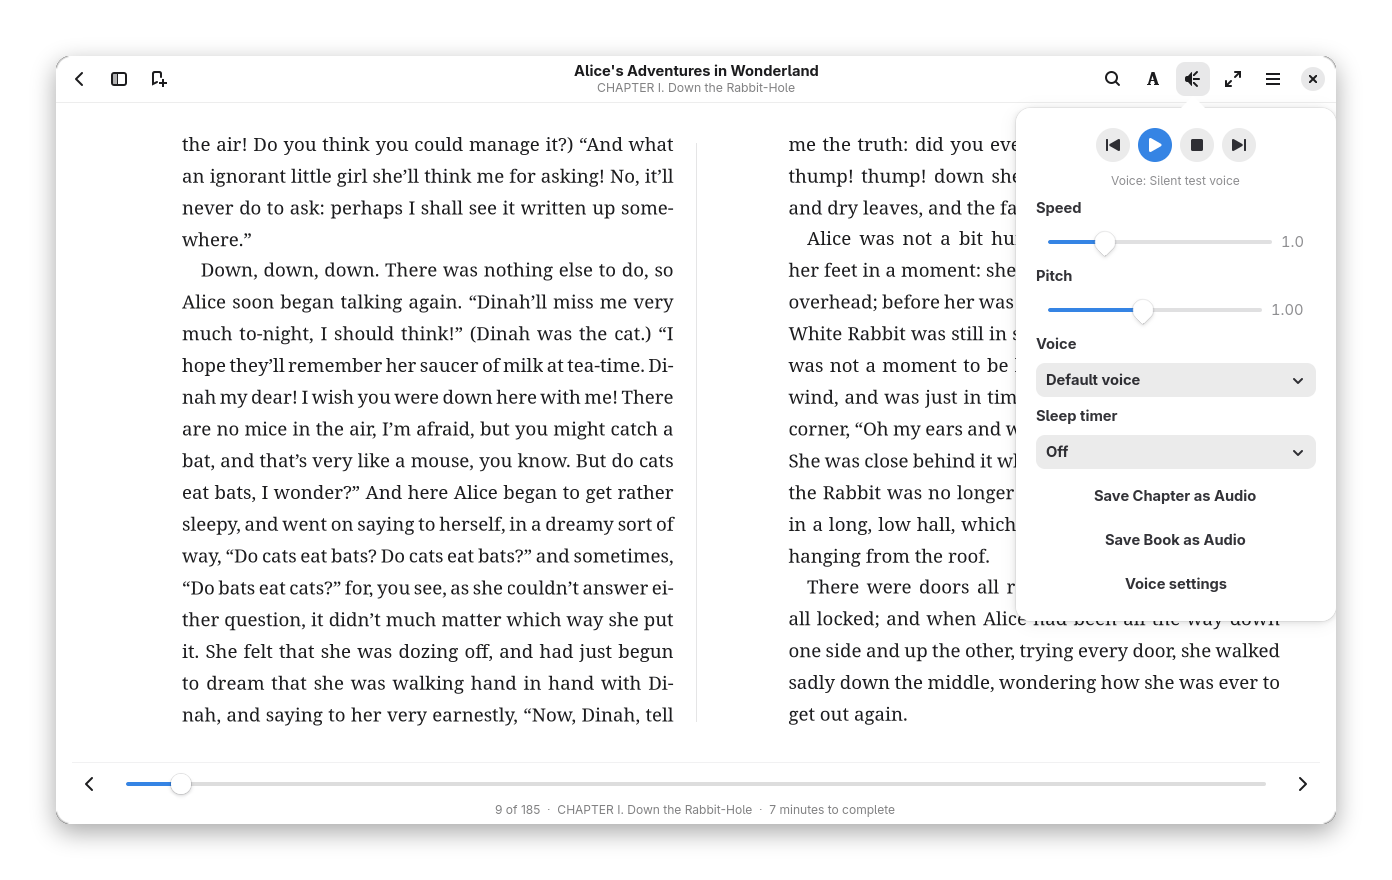 Alice's Adventures in Wonderland
CHAPTER I. Down the Rabbit-Hole
the air! Do you think you could manage it?) “And what
an ignorant little girl she’ll think me for asking! No, it’ll
never do to ask: perhaps I shall see it written up some-
where.”
Down, down, down. There was nothing else to do, so
Alice soon began talking again. “Dinah’ll miss me very
much to-night, I should think!” (Dinah was the cat.) “I
hope they’ll remember her saucer of milk at tea-time. Di-
nah my dear! I wish you were down here with me! There
are no mice in the air, I’m afraid, but you might catch a
bat, and that’s very like a mouse, you know. But do cats
eat bats, I wonder?” And here Alice began to get rather
sleepy, and went on saying to herself, in a dreamy sort of
way, “Do cats eat bats? Do cats eat bats?” and sometimes,
“Do bats eat cats?” for, you see, as she couldn’t answer ei-
ther question, it didn’t much matter which way she put
it. She felt that she was dozing off, and had just begun
to dream that she was walking hand in hand with Di-
nah, and saying to her very earnestly, “Now, Dinah, tell
me the truth: did you eve
thump! thump! down she
and dry leaves, and the fa
Alice was not a bit hu
her feet in a moment: she
overhead; before her was
White Rabbit was still in s
was not a moment to be
wind, and was just in tim
corner, “Oh my ears and w
She was close behind it wh
the Rabbit was no longer
in a long, low hall, which
hanging from the roof.
There were doors all r
all locked; and when Alice had been all the way down
one side and up the other, trying every door, she walked
sadly down the middle, wondering how she was ever to
get out again.
Voice: Silent test voice
Speed
1.0
Pitch
1.00
Voice
Default voice
Sleep timer
Off
Save Chapter as Audio
Save Book as Audio
Voice settings
9 of 185 · CHAPTER I. Down the Rabbit-Hole · 7 minutes to complete